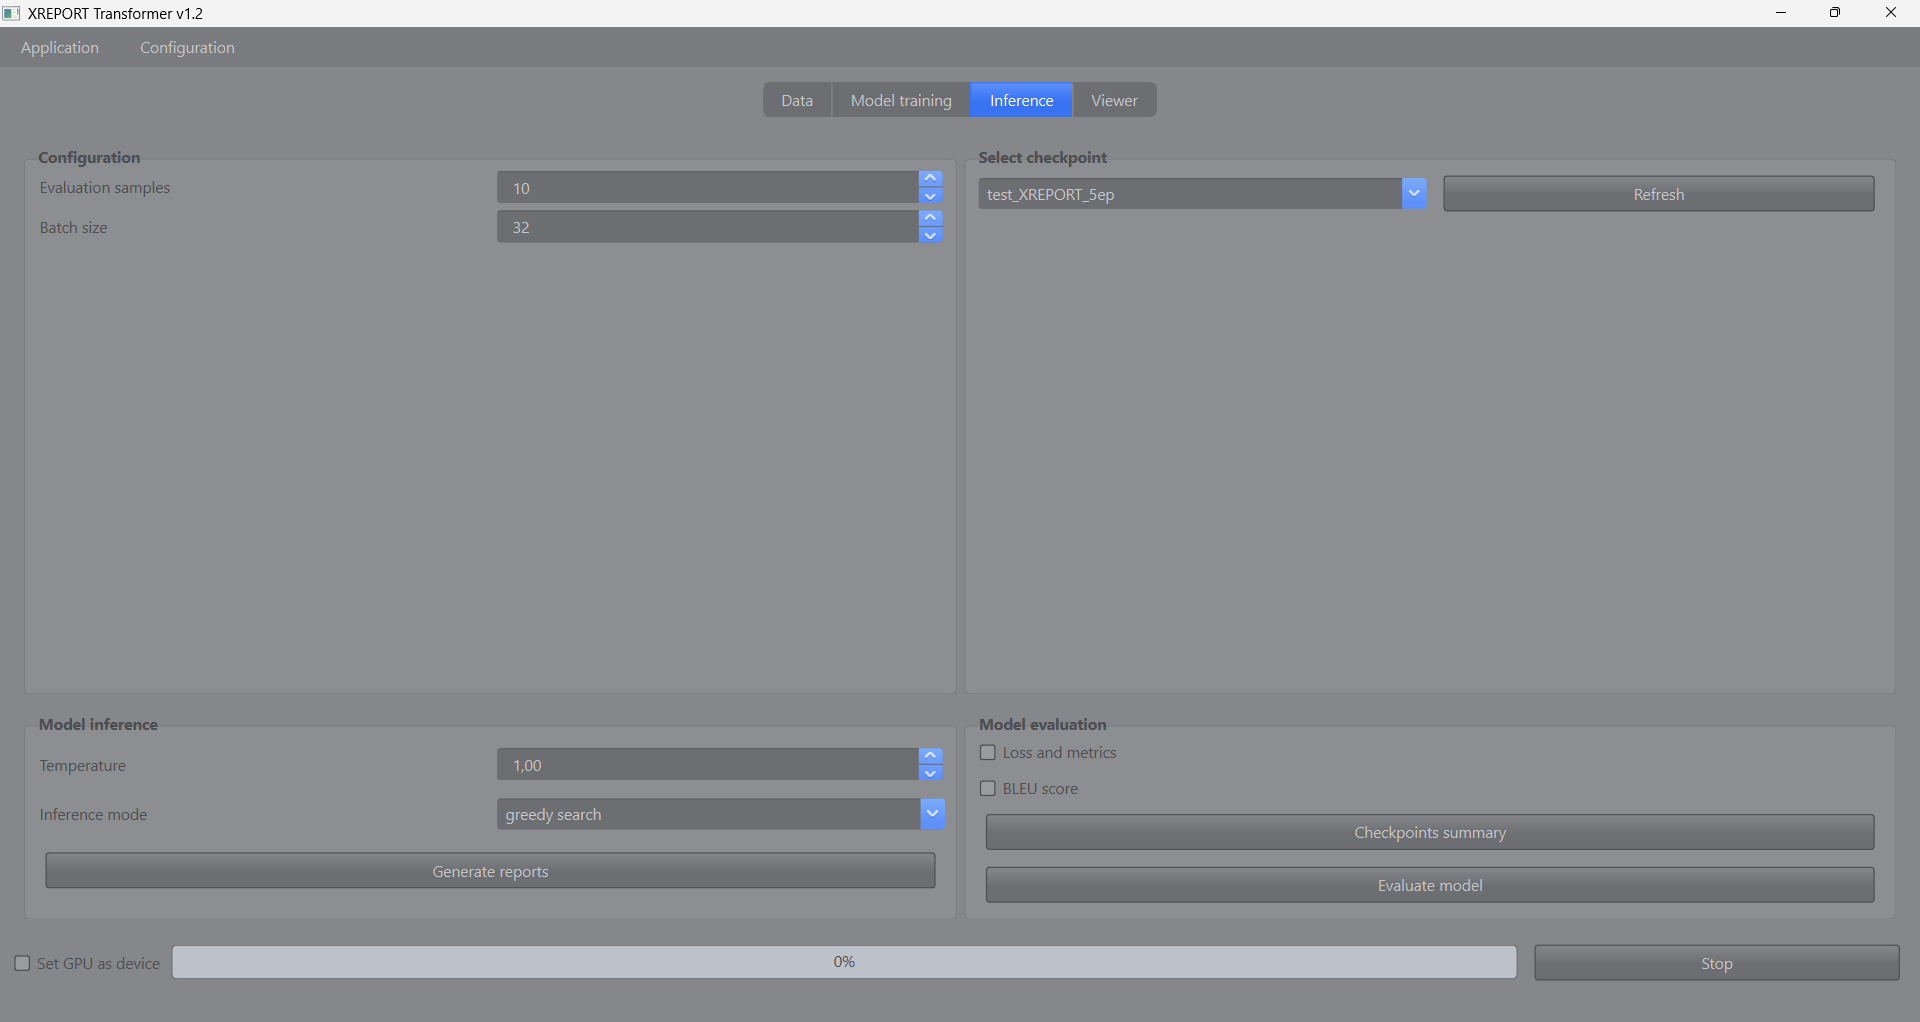 XREPORT Transformer v1.2
Application Configuration
Data Model training Inference Viewer
Configuration
Evaluation samples 10
Batch size 32
Select checkpoint
test_XREPORT_5ep Refresh
Model inference
Temperature 1,00
Inference mode greedy search
Generate reports
Model evaluation
Loss and metrics
BLEU score
Checkpoints summary
Evaluate model
Set GPU as device 0% Stop